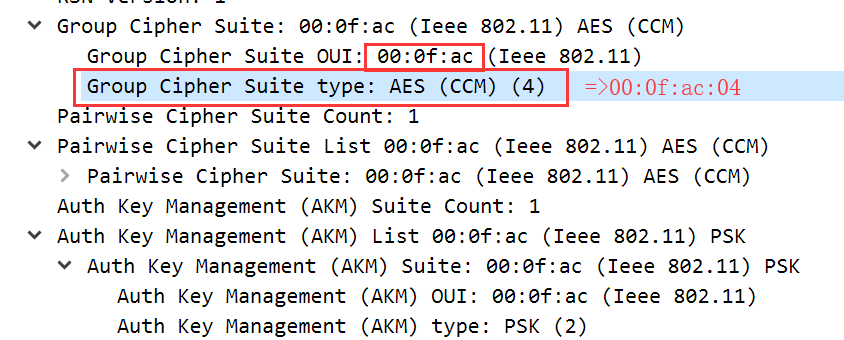 RSN Version: 1
Group Cipher Suite: 00:0f:ac (Ieee 802.11) AES (CCM)
Group Cipher Suite OUI: 00:0f:ac (Ieee 802.11)
Group Cipher Suite type: AES (CCM) (4) =>00:0f:ac:04
Pairwise Cipher Suite Count: 1
Pairwise Cipher Suite List 00:0f:ac (Ieee 802.11) AES (CCM)
Pairwise Cipher Suite: 00:0f:ac (Ieee 802.11) AES (CCM)
Auth Key Management (AKM) Suite Count: 1
Auth Key Management (AKM) List 00:0f:ac (Ieee 802.11) PSK
Auth Key Management (AKM) Suite: 00:0f:ac (Ieee 802.11) PSK
Auth Key Management (AKM) OUI: 00:0f:ac (Ieee 802.11)
Auth Key Management (AKM) type: PSK (2)